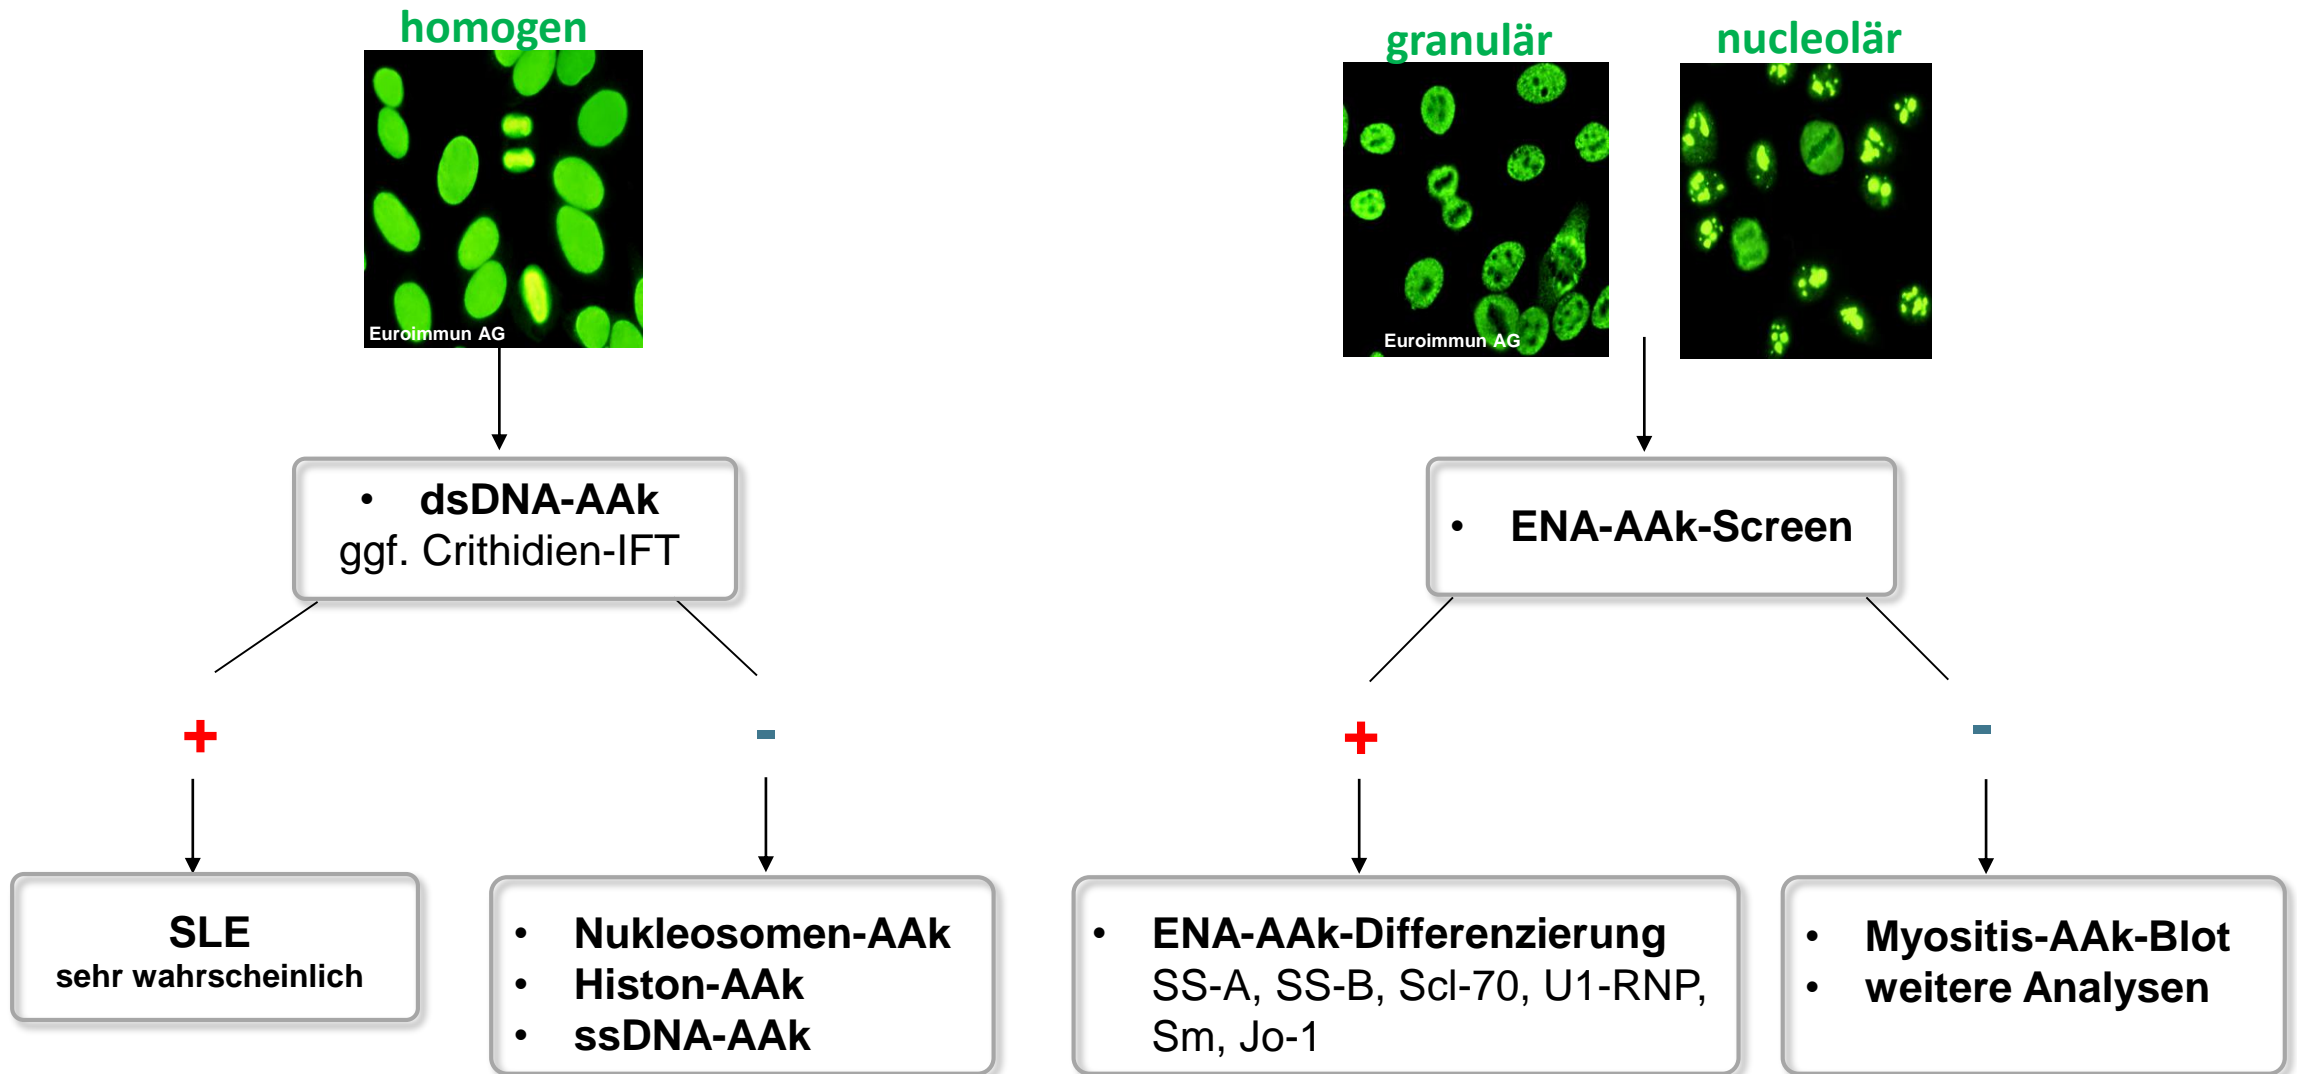 homogen
granulär
nucleolär
Euroimmun AG
Euroimmun AG
• dsDNA-AAk
ggf. Crithidien-IFT
• ENA-AAk-Screen
+
-
+
-
SLE
sehr wahrscheinlich
• Nukleosomen-AAk
• Histon-AAk
• ssDNA-AAk
• ENA-AAk-Differenzierung
SS-A, SS-B, Scl-70, U1-RNP,
Sm, Jo-1
• Myositis-AAk-Blot
• weitere Analysen